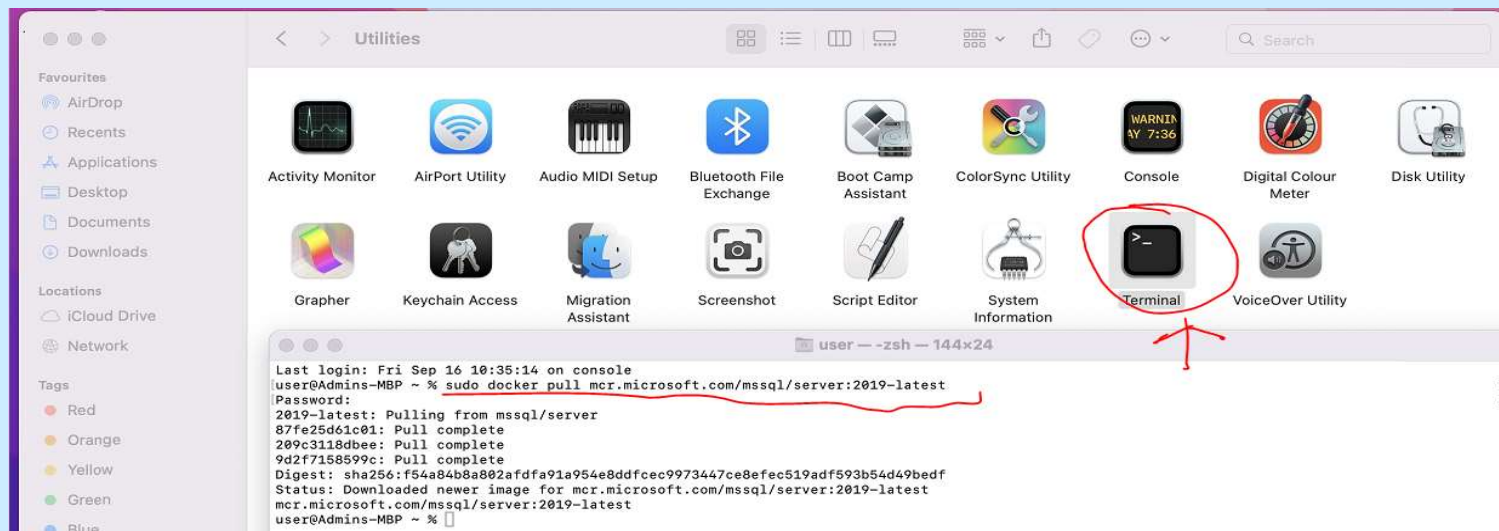 Utilities
Search
Favourites
AirDrop
Recents
Applications
Desktop
Documents
Downloads
Locations
iCloud Drive
Network
Tags
Red
Orange
Yellow
Green
Blue
WARNIN
AY 7:36
Activity Monitor
AirPort Utility
Audio MIDI Setup
Bluetooth File
Exchange
Boot Camp
Assistant
ColorSync Utility
Console
Digital Colour
Meter
Disk Utility
>_
Grapher
Keychain Access
Migration
Assistant
Screenshot
Script Editor
System
Information
Terminal
VoiceOver Utility
user — -zsh — 144×24
Last login: Fri Sep 16 10:35:14 on console
user@Admins-MBP ~ % sudo docker pull mcr.microsoft.com/mssql/server:2019-latest
Password:
2019-latest: Pulling from mssql/server
87fe25d61c01: Pull complete
209c3118dbee: Pull complete
9d2f7158599c: Pull complete
Digest: sha256:f54a84b8a802afdfa91a954e8ddfcec9973447ce8efec519adf593b54d49bedf
Status: Downloaded newer image for mcr.microsoft.com/mssql/server:2019-latest
mcr.microsoft.com/mssql/server:2019-latest
user@Admins-MBP ~ %